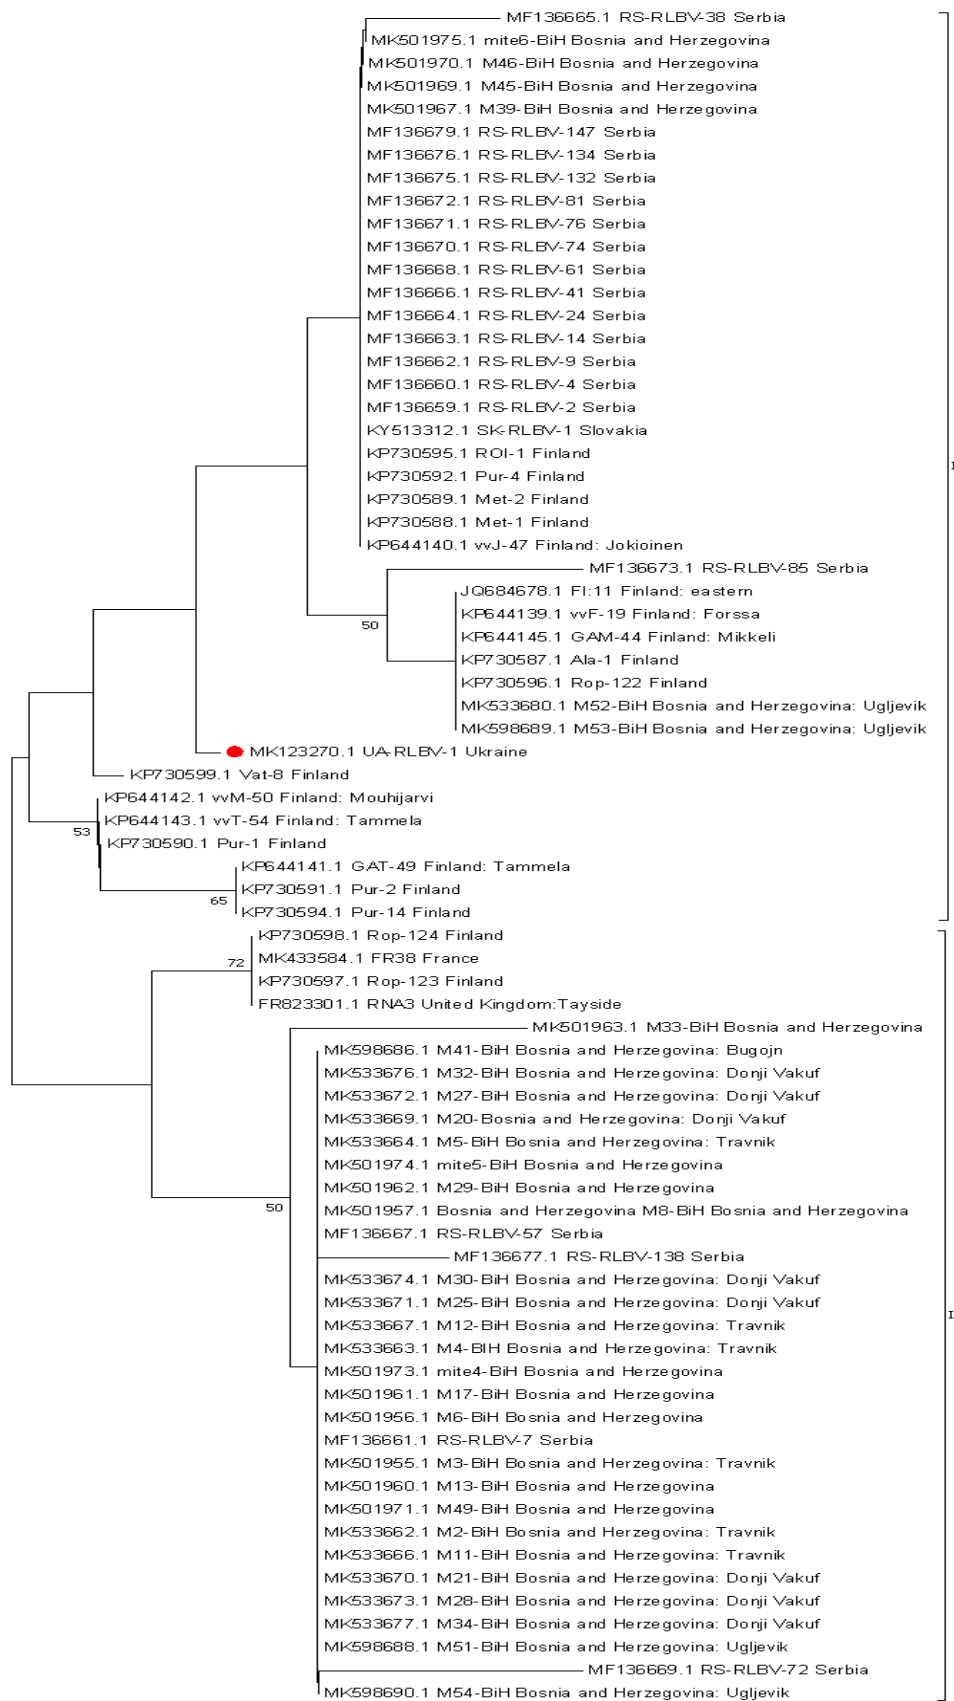 MF136665.1 RS-RLBV-38 Serbia
MK501975.1 mite6-BiH Bosnia and Herzegovina
MK501970.1 M46-BiH Bosnia and Herzegovina
MK501969.1 M45-BiH Bosnia and Herzegovina
MK501967.1 M39-BiH Bosnia and Herzegovina
MF136679.1 RS-RLBV-147 Serbia
MF136676.1 RS-RLBV-134 Serbia
MF136675.1 RS-RLBV-132 Serbia
MF136672.1 RS-RLBV-81 Serbia
MF136671.1 RS-RLBV-76 Serbia
MF136670.1 RS-RLBV-74 Serbia
MF136668.1 RS-RLBV-61 Serbia
MF136666.1 RS-RLBV-41 Serbia
MF136664.1 RS-RLBV-24 Serbia
MF136663.1 RS-RLBV-14 Serbia
MF136662.1 RS-RLBV-9 Serbia
MF136660.1 RS-RLBV-4 Serbia
MF136659.1 RS-RLBV-2 Serbia
KY513312.1 SK-RLBV-1 Slovakia
I
KP730595.1 ROI-1 Finland
KP730592.1 Pur-4 Finland
KP730589.1 Met-2 Finland
KP730588.1 Met-1 Finland
KP644140.1 vvJ-47 Finland: Jokioinen
MF136673.1 RS-RLBV-85 Serbia
JQ684678.1 FI:11 Finland: eastern
KP644139.1 vvF-19 Finland: Forssa
50
KP644145.1 GAM-44 Finland: Mikkeli
KP730587.1 Ala-1 Finland
KP730596.1 Rop-122 Finland
MK533680.1 M52-BiH Bosnia and Herzegovina: Ugljevik
MK598689.1 M53-BiH Bosnia and Herzegovina: Ugljevik
MK123270.1 UA-RLBV-1 Ukraine
KP730599.1 Vat-8 Finland
KP644142.1 vvM-50 Finland: Mouhijarvi
KP644143.1 vvT-54 Finland: Tammela
53
KP730590.1 Pur-1 Finland
KP644141.1 GAT-49 Finland: Tammela
KP730591.1 Pur-2 Finland
65
KP730594.1 Pur-14 Finland
KP730598.1 Rop-124 Finland
72
MK433584.1 FR38 France
KP730597.1 Rop-123 Finland
FR823301.1 RNA3 United Kingdom:Tayside
MK501963.1 M33-BiH Bosnia and Herzegovina
MK598686.1 M41-BiH Bosnia and Herzegovina: Bugojn
MK533676.1 M32-BiH Bosnia and Herzegovina: Donji Vakuf
MK533672.1 M27-BiH Bosnia and Herzegovina: Donji Vakuf
MK533669.1 M20-Bosnia and Herzegovina: Donji Vakuf
MK533664.1 M5-BiH Bosnia and Herzegovina: Travnik
MK501974.1 mite5-BiH Bosnia and Herzegovina
MK501962.1 M29-BiH Bosnia and Herzegovina
50
MK501957.1 Bosnia and Herzegovina M8-BiH Bosnia and Herzegovina
MF136667.1 RS-RLBV-57 Serbia
MF136677.1 RS-RLBV-138 Serbia
MK533674.1 M30-BiH Bosnia and Herzegovina: Donji Vakuf
MK533671.1 M25-BiH Bosnia and Herzegovina: Donji Vakuf
I
MK533667.1 M12-BiH Bosnia and Herzegovina: Travnik
MK533663.1 M4-BIH Bosnia and Herzegovina: Travnik
MK501973.1 mite4-BiH Bosnia and Herzegovina
MK501961.1 M17-BiH Bosnia and Herzegovina
MK501956.1 M6-BiH Bosnia and Herzegovina
MF136661.1 RS-RLBV-7 Serbia
MK501955.1 M3-BiH Bosnia and Herzegovina: Travnik
MK501960.1 M13-BiH Bosnia and Herzegovina
MK501971.1 M49-BiH Bosnia and Herzegovina
MK533662.1 M2-BiH Bosnia and Herzegovina: Travnik
MK533666.1 M11-BiH Bosnia and Herzegovina: Travnik
MK533670.1 M21-BiH Bosnia and Herzegovina: Donji Vakuf
MK533673.1 M28-BiH Bosnia and Herzegovina: Donji Vakuf
MK533677.1 M34-BiH Bosnia and Herzegovina: Donji Vakuf
MK598688.1 M51-BiH Bosnia and Herzegovina: Ugljevik
MF136669.1 RS-RLBV-72 Serbia
MK598690.1 M54-BiH Bosnia and Herzegovina: Ugljevik